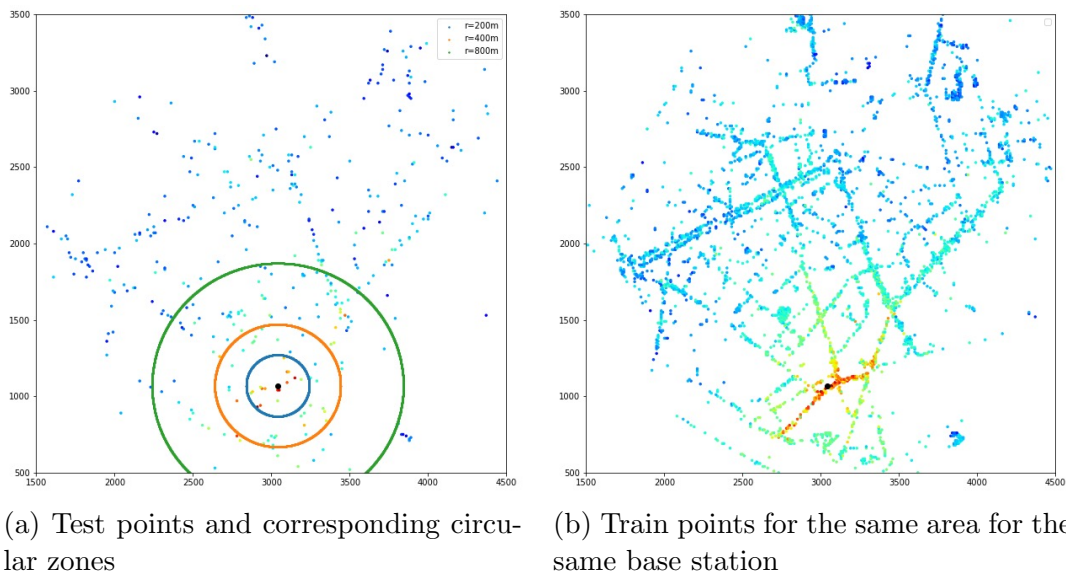 3500
3000
2500
2000
1500
1000
500
1500 2000 2500 3000 3500 4000 4500
r=200m
r=400m
r=800m
3500
3000
2500
2000
1500
1000
500
1500 2000 2500 3000 3500 4000 4500
(a) Test points and corresponding circu-
lar zones
(b) Train points for the same area for the
same base station